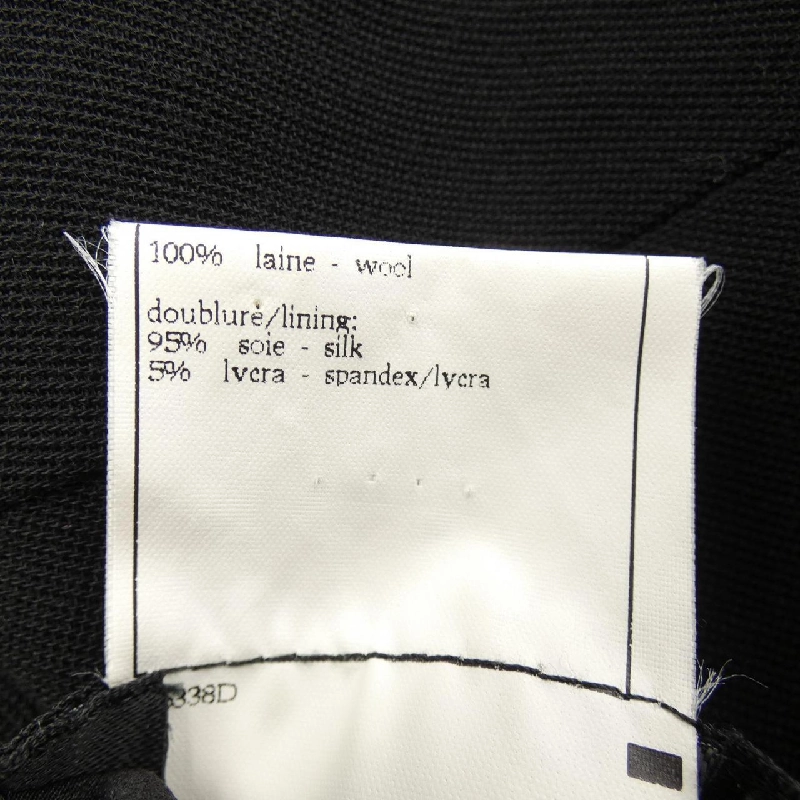 100% laine - wool
doublure/lining:
95% soie - silk
5% lycra - spandex/lycra
338D